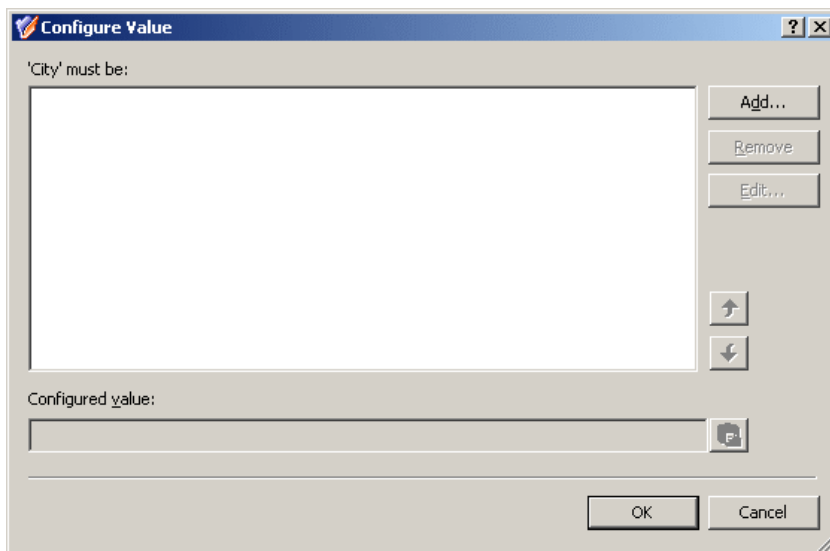 Configure Value
'City' must be:
Add...
Remove
Edit...
Configured value:
OK
Cancel